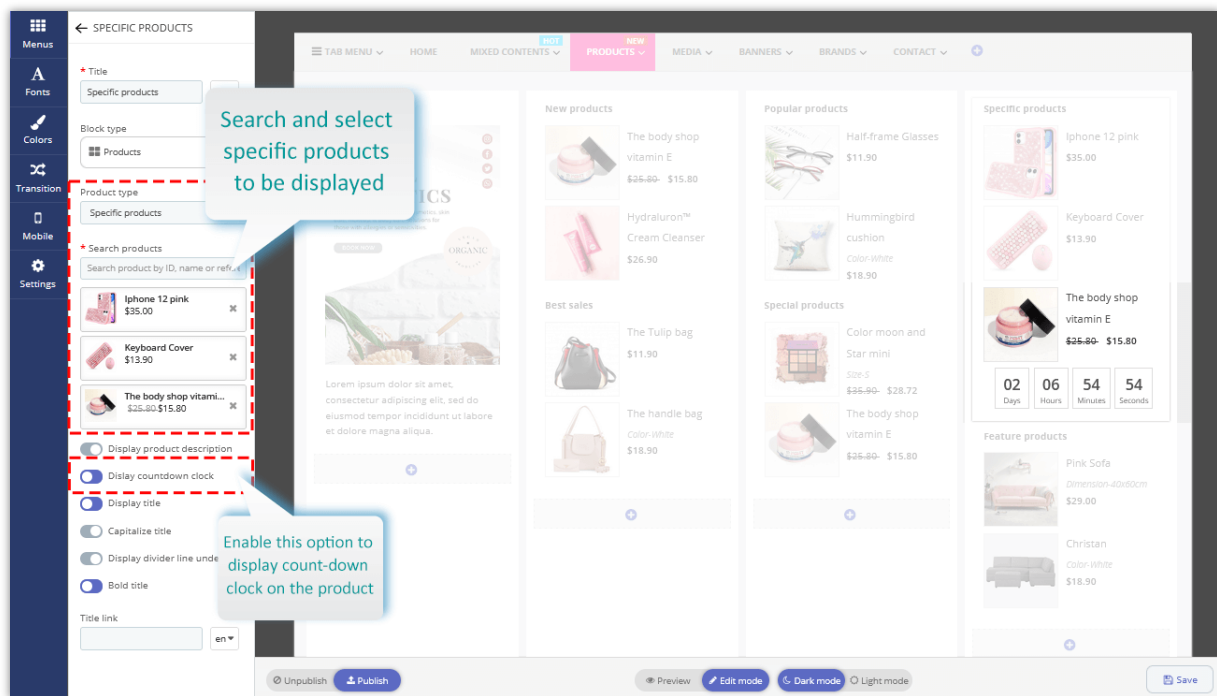 Menus
Fonts
Colors
Transition
Mobile
Settings
SPECIFIC PRODUCTS
* Title
Specific products
Block type
Products
Product type
Specific products
* Search products
Search product by ID, name or refer
Iphone 12 pink
$35.00
Keyboard Cover
$13.90
The body shop vitami...
$25.80 $15.80
Display product description
Dislay countdown clock
Display title
Capitalize title
Display divider line unde
Bold title
Title link
en
Search and select
specific products
to be displayed
Enable this option to
display count-down
clock on the product
TAB MENU
HOME
HOT
MIXED CONTENTS
NEW
PRODUCTS
MEDIA
BANNERS
BRANDS
CONTACT
ICS
BOOK NOW
ORGANIC
Lorem ipsum dolor sit amet,
consectetur adipiscing elit, sed do
eiusmod tempor incididunt ut labore
et dolore magna aliqua.
New products
The body shop
vitamin E
$25.80 $15.80
Hydraluron™
Cream Cleanser
$26.90
Best sales
The Tulip bag
$11.90
The handle bag
Color-White
$18.90
Popular products
Half-frame Glasses
$11.90
Hummingbird
cushion
Color-White
$18.90
Special products
Color moon and
Star mini
Size-S
$35.90 $28.72
The body shop
vitamin E
$25.80 $15.80
Specific products
Iphone 12 pink
$35.00
Keyboard Cover
$13.90
The body shop
vitamin E
$25.80 $15.80
02 06 54 54
Days Hours Minutes Seconds
Feature products
Pink Sofa
Dimension-40x60cm
$29.00
Christan
Color-White
$18.90
Unpublish
Publish
Preview
Edit mode
Dark mode
Light mode
Save